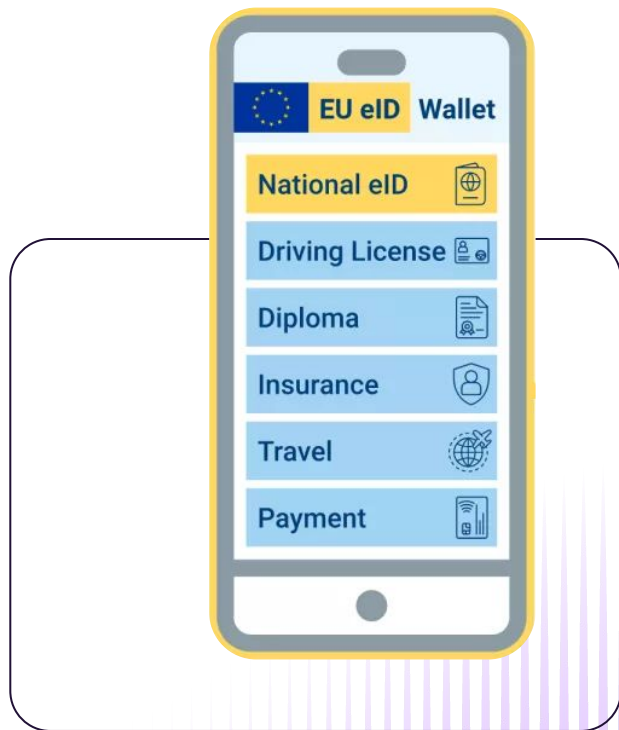 EU eID Wallet
National eID
Driving License
Diploma
Insurance
Travel
Payment